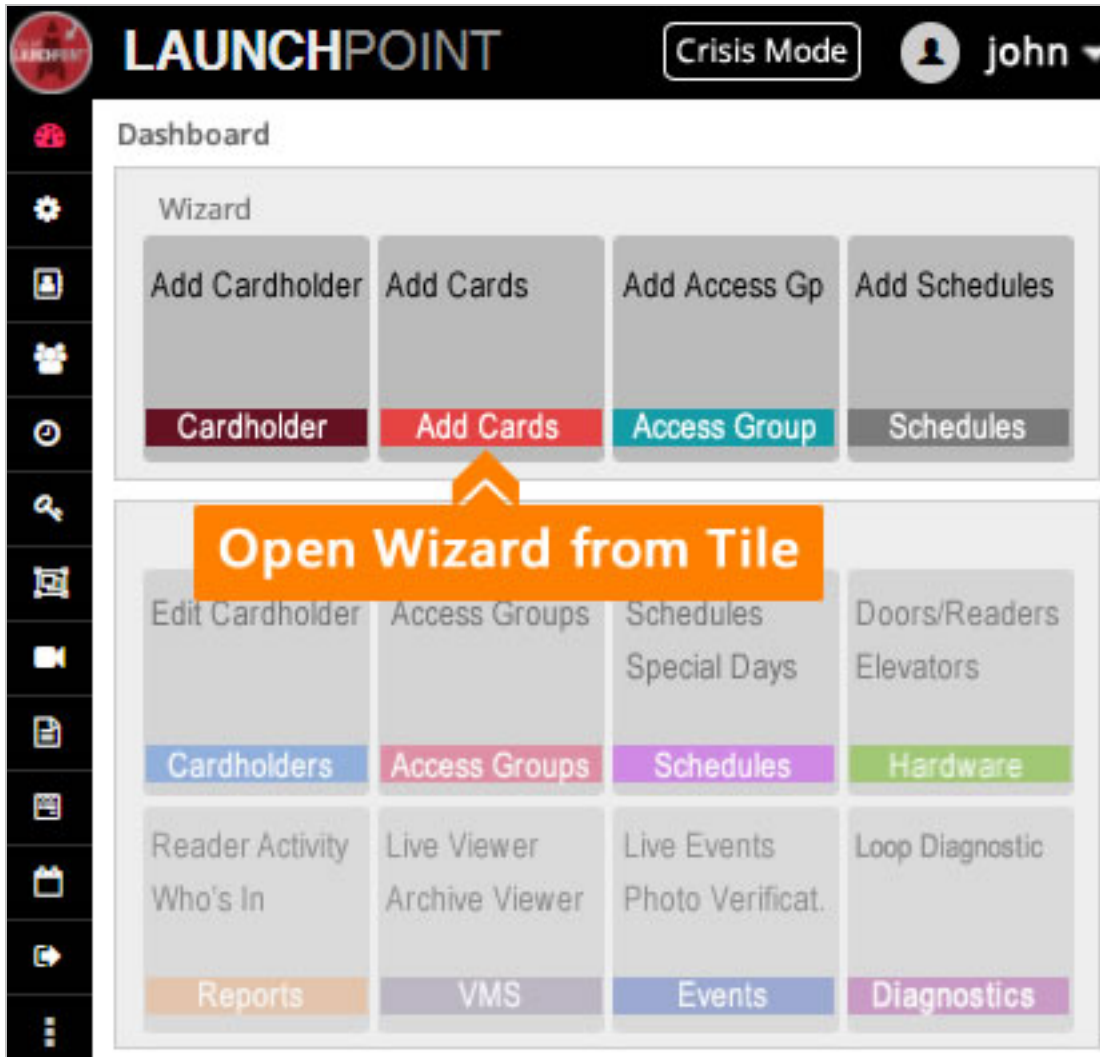 LAUNCHPOINT
Crisis Mode
john
Dashboard
Wizard
Add Cardholder
Add Cards
Add Access Gp
Add Schedules
Cardholder
Add Cards
Access Group
Schedules
Open Wizard from Tile
Edit Cardholder
Access Groups
Schedules
Special Days
Doors/Readers
Elevators
Cardholders
Access Groups
Schedules
Hardware
Reader Activity
Who's In
Live Viewer
Archive Viewer
Live Events
Photo Verificat.
Loop Diagnostic
Reports
VMS
Events
Diagnostics